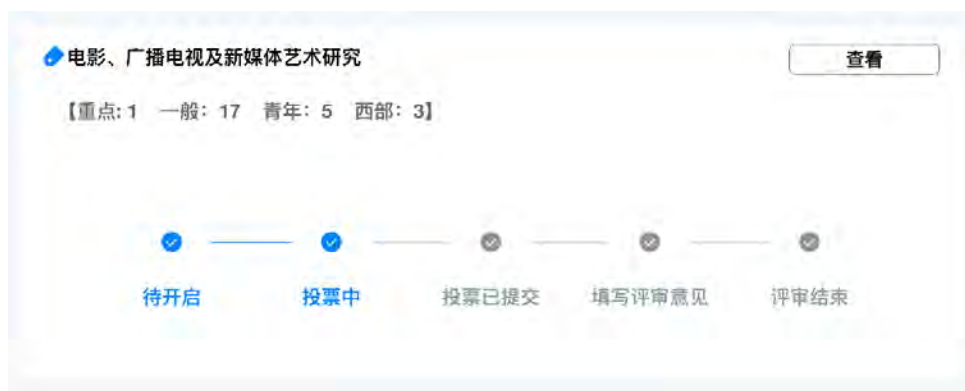 电影、广播电视及新媒体艺术研究 查看
【重点: 1 一般：17 青年：5 西部：3】
待开启 投票中 投票已提交 填写评审意见 评审结束